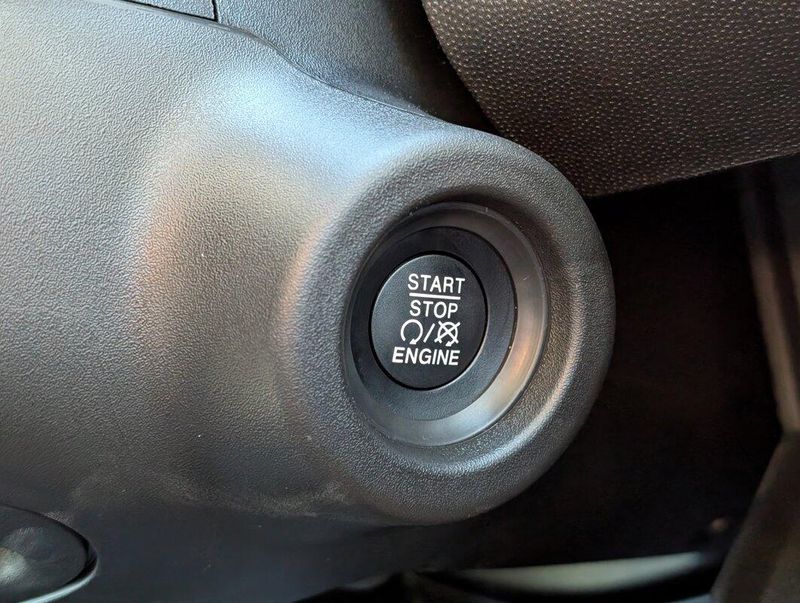 START
STOP
/
ENGINE